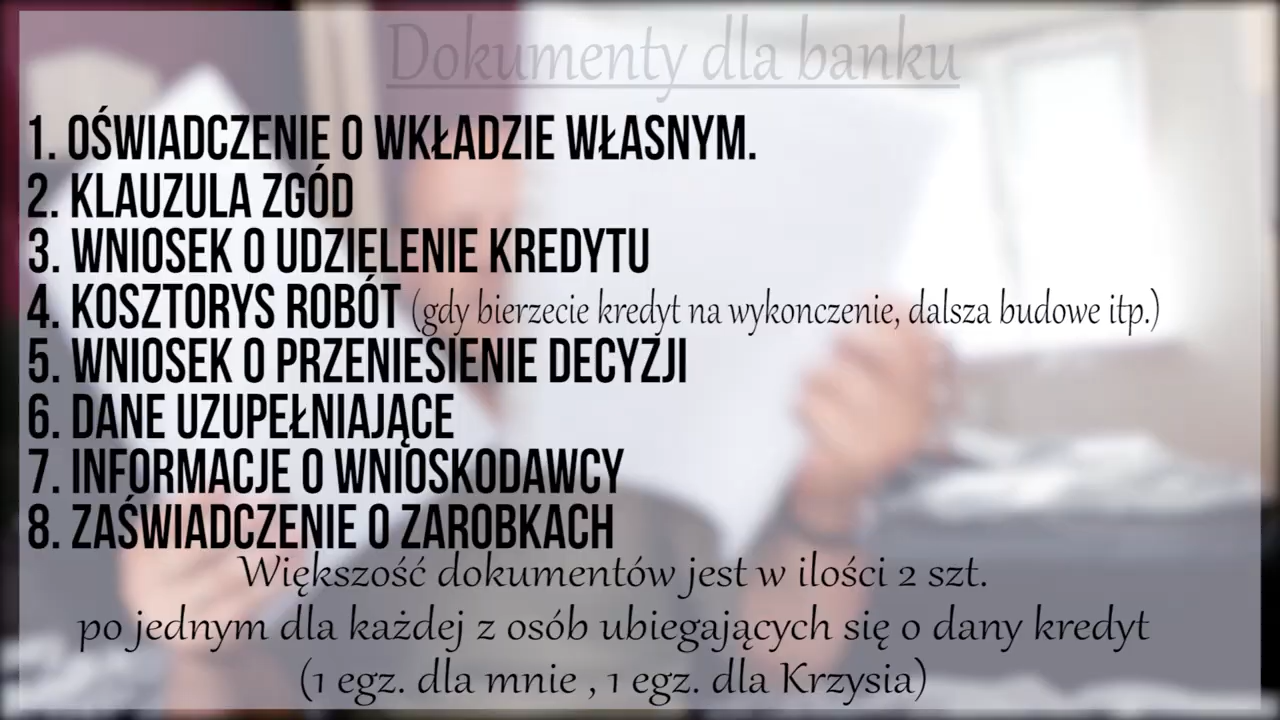 Dokumenty dla banku
1. OŚWIADCZENIE O WKŁADZIE WŁASNYM.
2. KLAUZULA ZGÓD
3. WNIOSEK O UDZIELENIE KREDYTU
4. KOSZTORYS ROBÓT (gdy bierzecie kredyt na wykonczenie, dalsza budowe itp.)
5. WNIOSEK O PRZENIESIENIE DECYZJI
6. DANE UZUPEŁNIAJĄCE
7. INFORMACJE O WNIOSKODAWCY
8. ZAŚWIADCZENIE O ZAROBKACH
Większość dokumentów jest w ilości 2 szt.
po jednym dla każdej z osób ubiegających się o dany kredyt
(1 egz. dla mnie , 1 egz. dla Krzysia)